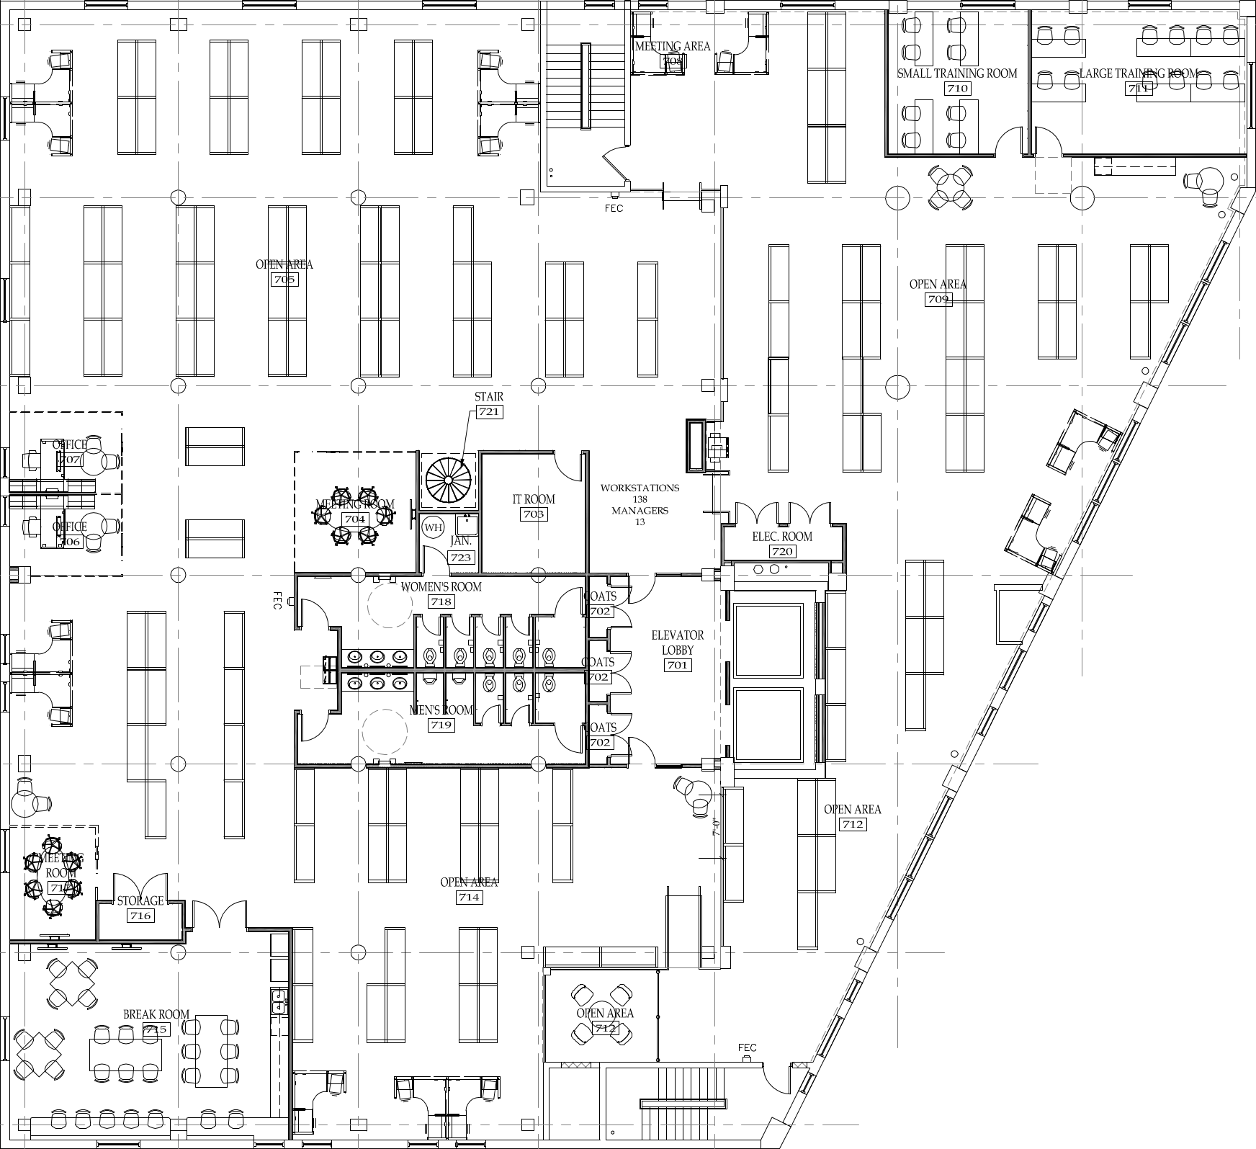 MEETING AREA
708
SMALL TRAINING ROOM
710
LARGE TRAINING ROOM
711
FEC
OPEN AREA
705
OPEN AREA
709
STAIR
721
OFFICE
707
MEETING ROOM
704
IT ROOM
703
WORKSTATIONS
138
MANAGERS
13
OFFICE
706
WH
JAN.
723
ELEC. ROOM
720
FEC
WOMEN'S ROOM
718
COATS
702
ELEVATOR
LOBBY
701
COATS
702
MEN'S ROOM
719
COATS
702
OPEN AREA
712
7'-0"
MEETING
ROOM
717
STORAGE
716
OPEN AREA
714
BREAK ROOM
715
OPEN AREA
712
FEC